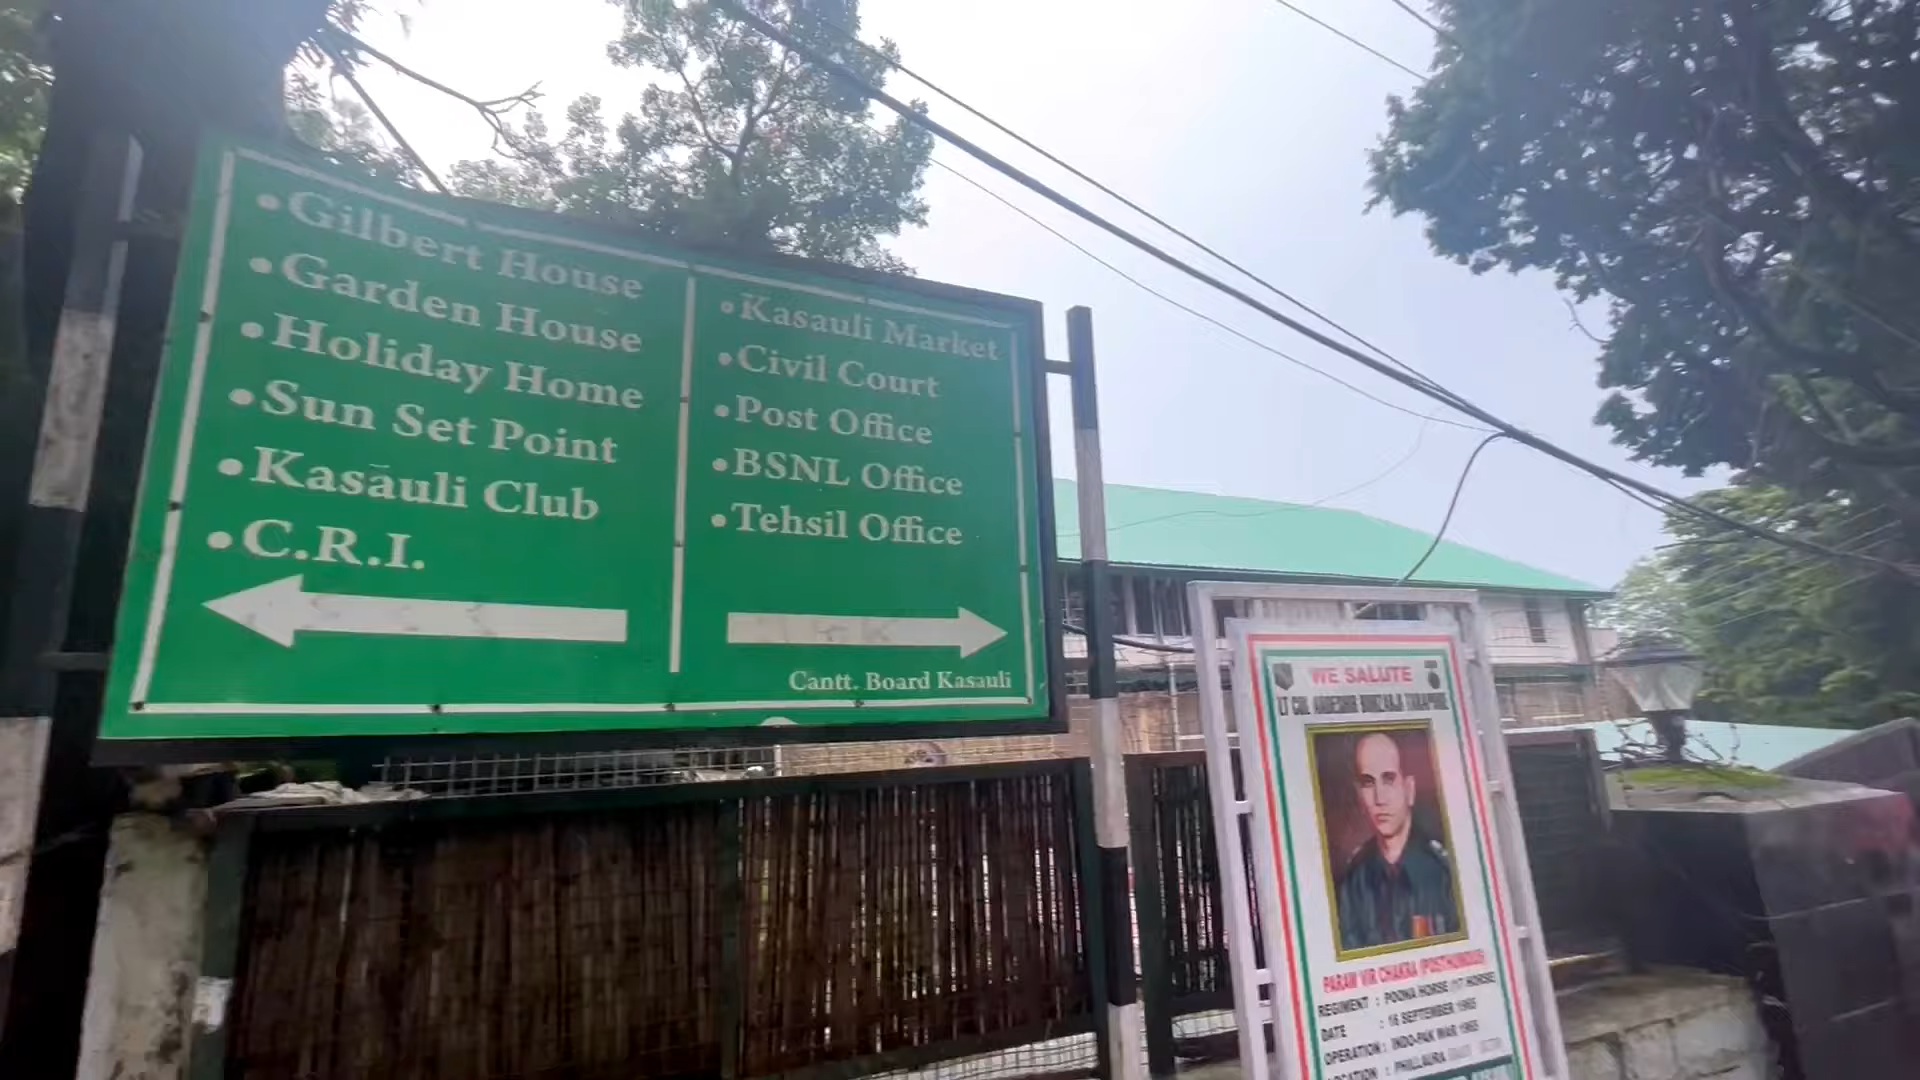 •Gilbert House
•Garden House
•Holiday Home
•Sun Set Point
•Kasauli Club
•C.R.I.
•Kasauli Market
•Civil Court
•Post Office
•BSNL Office
•Tehsil Office
Cantt. Board Kasauli
WE SALUTE
LT COL ARDESHIR BURZORJI TARAPORE
PARAM VIR CHAKRA (POSTHUMOUS)
REGIMENT : POONA HORSE (17 HORSE)
DATE : 16 SEPTEMBER 1965
OPERATION : INDO-PAK WAR 1965
LOCATION : PHILLAURA